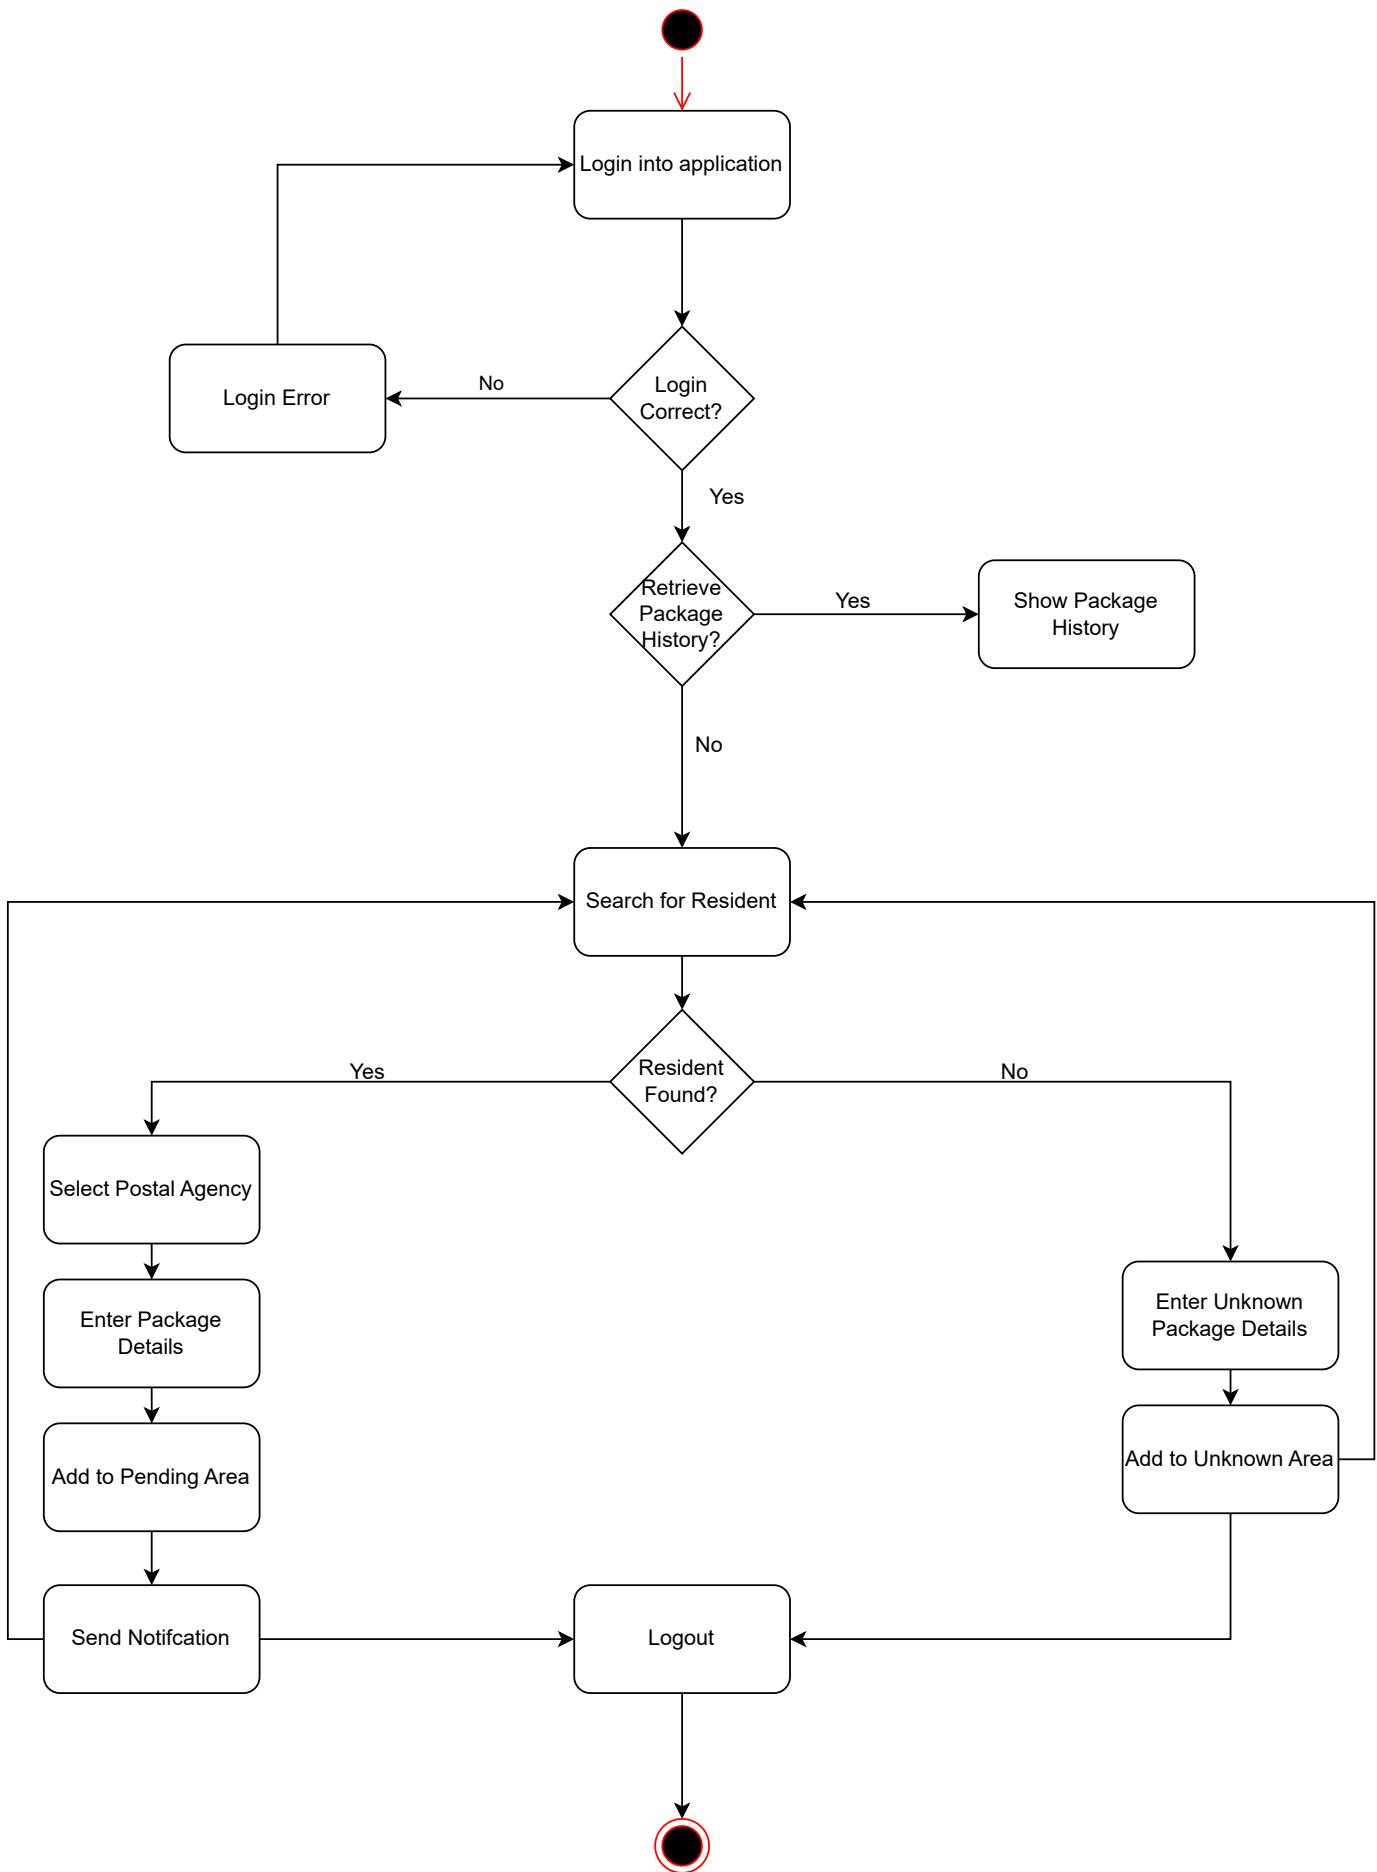 Login into application
Login
Correct?
No
Login Error
Yes
Retrieve
Package
History?
Yes
Show Package
History
No
Search for Resident
Resident
Found?
Yes
No
Select Postal Agency
Enter Package
Details
Enter Unknown
Package Details
Add to Pending Area
Add to Unknown Area
Send Notifcation
Logout